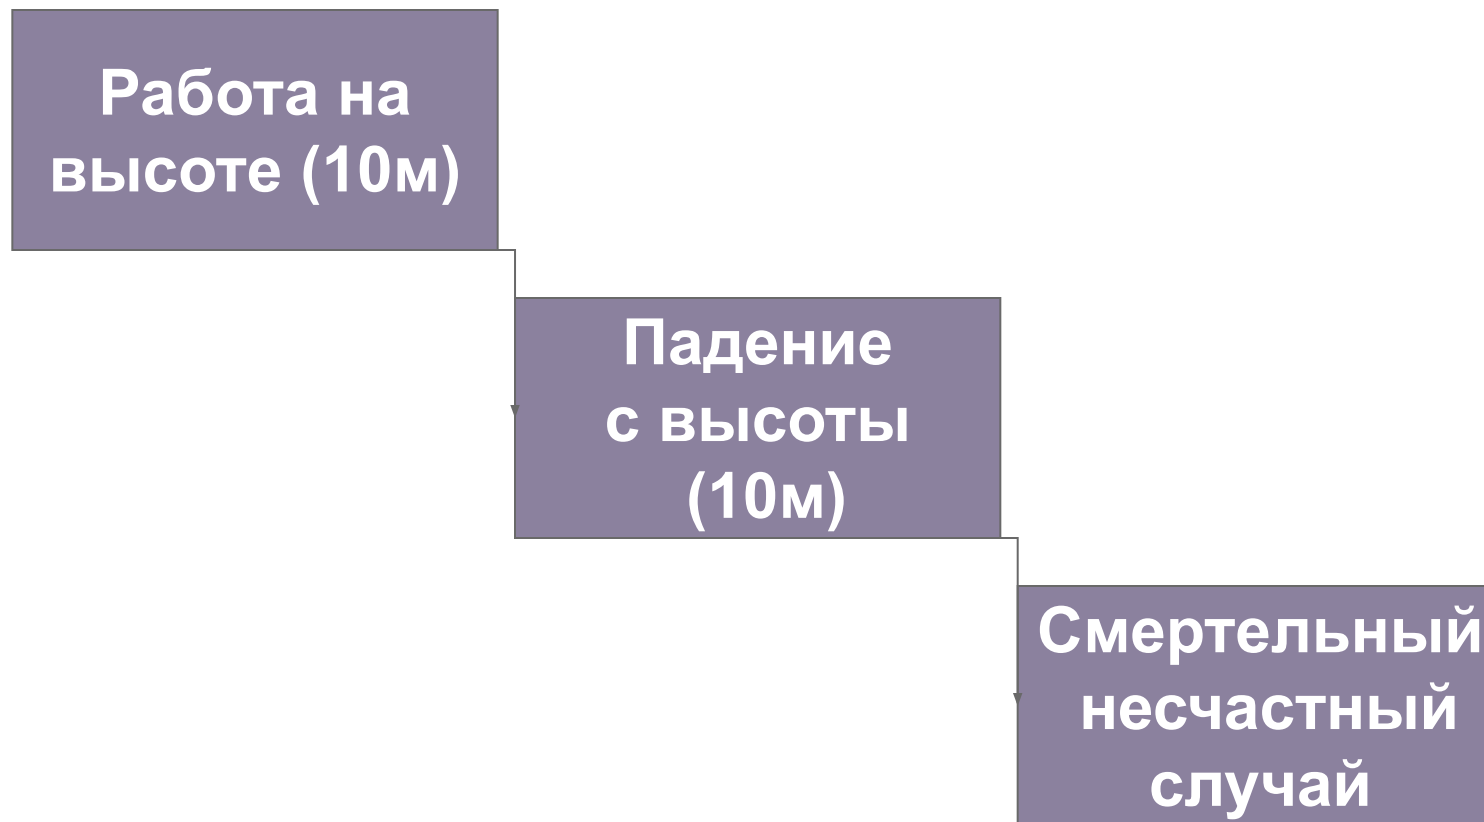 Работа на
высоте (10м)
Падение
с высоты
(10м)
Смертельный
несчастный
случай